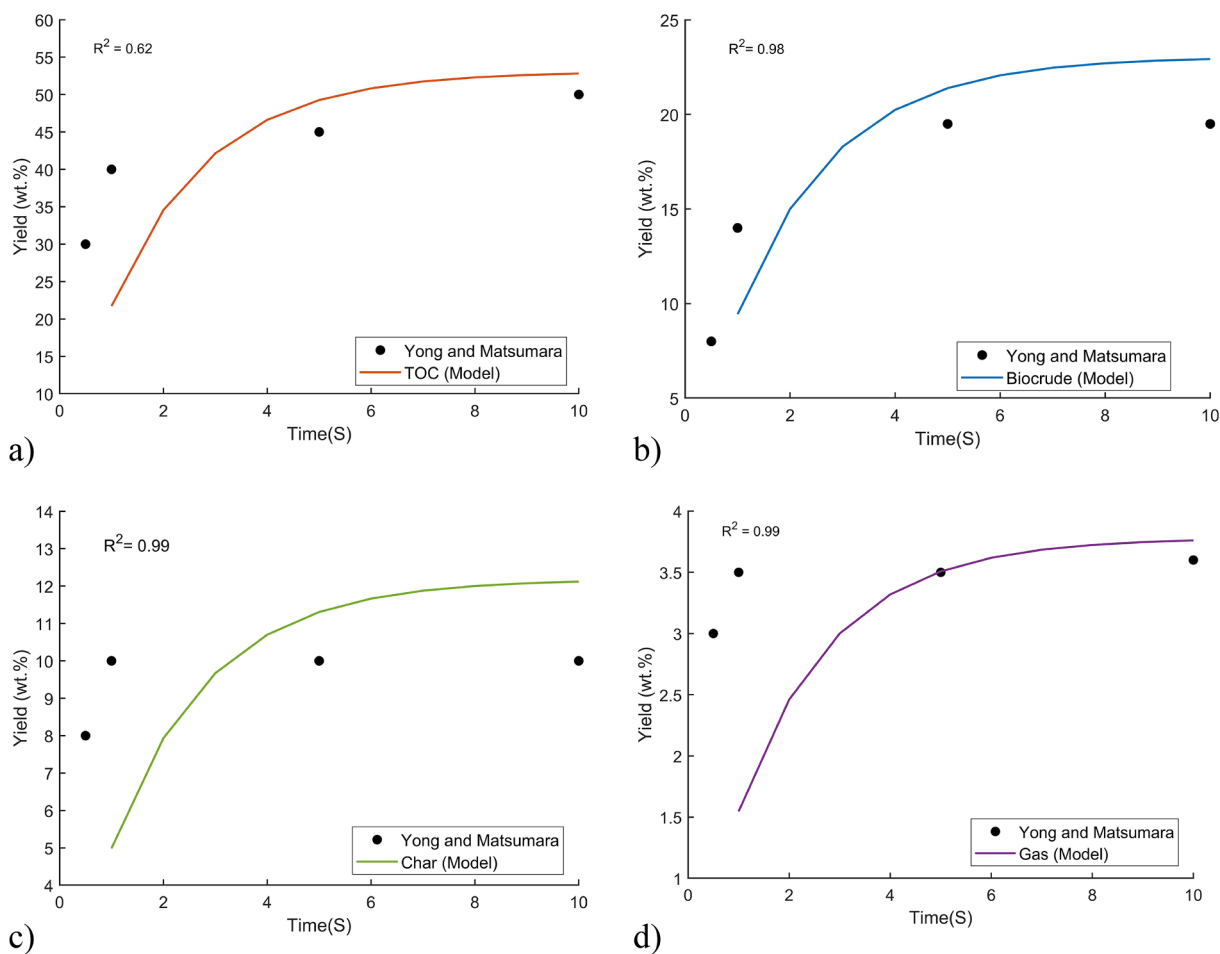 60
55
50
45
40
35
30
25
20
15
10
Yield (wt.%)
R2 = 0.62
Yong and Matsumara
TOC (Model)
0 2 4 6 8 10
Time(S)
a)
25
20
15
10
5
Yield (wt.%)
R2= 0.98
Yong and Matsumara
Biocrude (Model)
0 2 4 6 8 10
Time(S)
b)
14
13
12
11
10
9
8
7
6
5
4
Yield (wt.%)
R2= 0.99
Yong and Matsumara
Char (Model)
0 2 4 6 8 10
Time(S)
c)
4
3.5
3
2.5
2
1.5
1
Yield (wt.%)
R2 = 0.99
Yong and Matsumara
Gas (Model)
0 2 4 6 8 10
Time(S)
d)